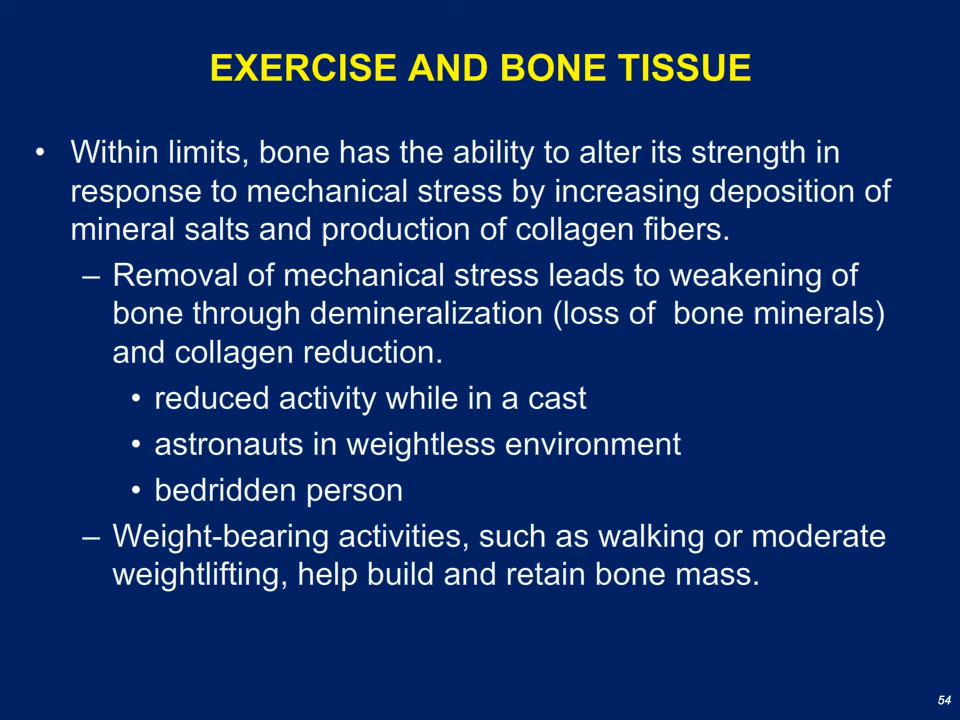 EXERCISE AND BONE TISSUE
• Within limits, bone has the ability to alter its strength in
response to mechanical stress by increasing deposition of
mineral salts and production of collagen fibers.
– Removal of mechanical stress leads to weakening of
bone through demineralization (loss of  bone minerals)
and collagen reduction.
• reduced activity while in a cast
• astronauts in weightless environment
• bedridden person
– Weight-bearing activities, such as walking or moderate
weightlifting, help build and retain bone mass.
54